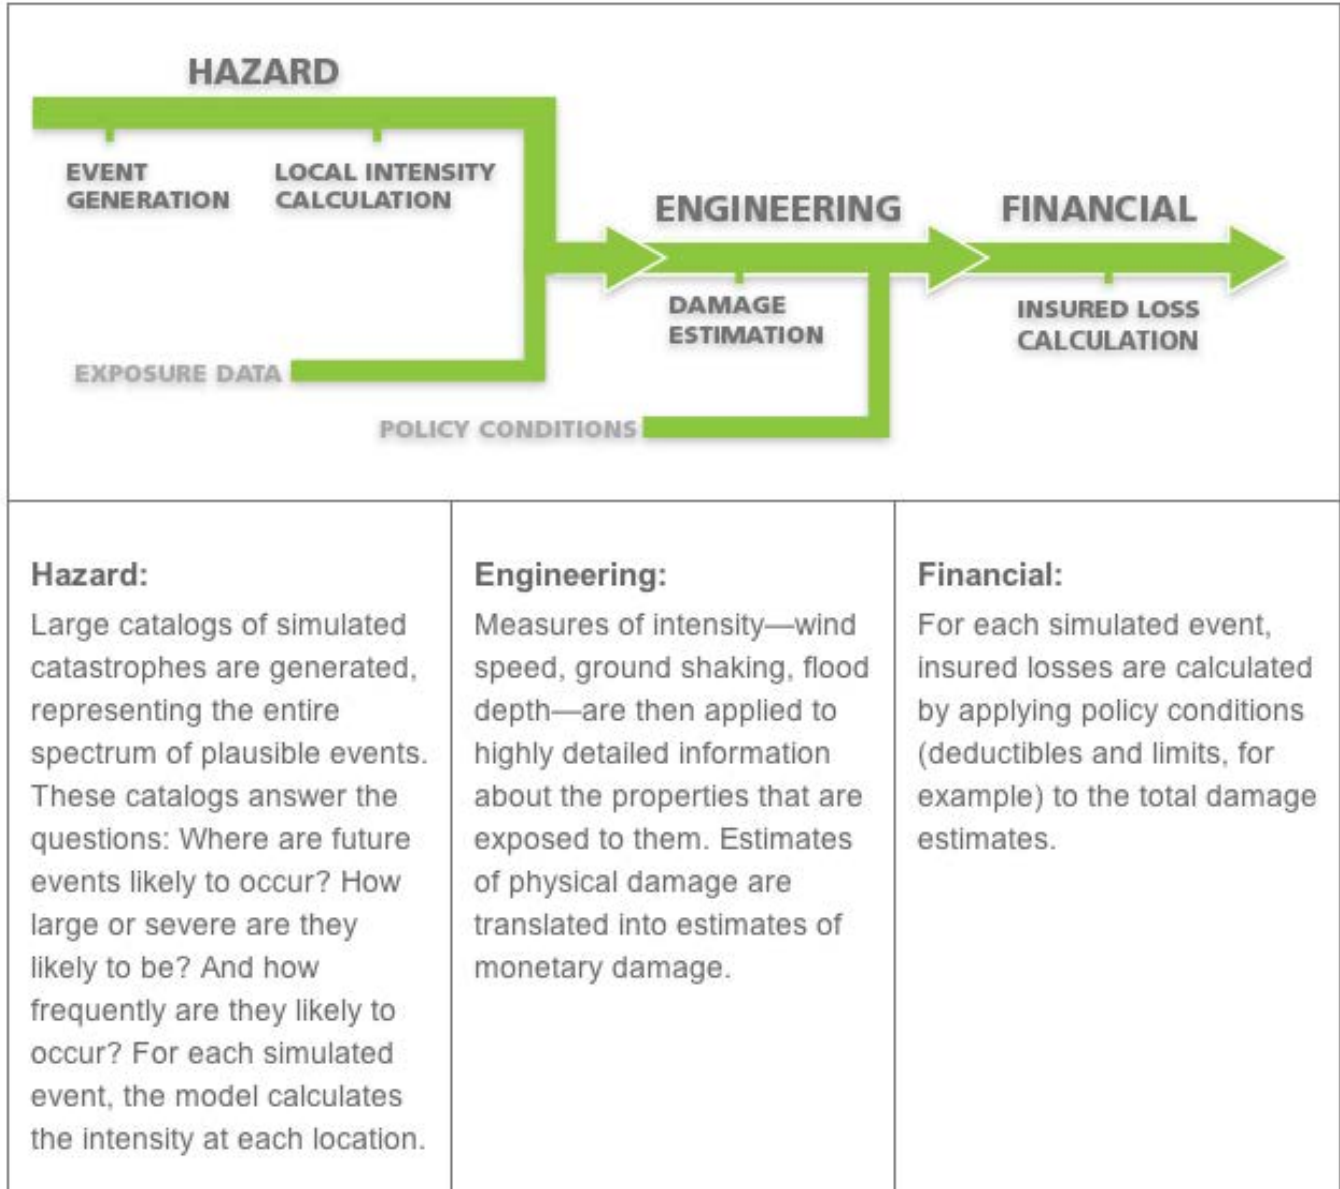 HAZARD
EVENT
GENERATION
LOCAL INTENSITY
CALCULATION
ENGINEERING
FINANCIAL
DAMAGE
ESTIMATION
INSURED LOSS
CALCULATION
EXPOSURE DATA
POLICY CONDITIONS
Hazard:
Large catalogs of simulated
catastrophes are generated,
representing the entire
spectrum of plausible events.
These catalogs answer the
questions: Where are future
events likely to occur? How
large or severe are they
likely to be? And how
frequently are they likely to
occur? For each simulated
event, the model calculates
the intensity at each location.
Engineering:
Measures of intensity—wind
speed, ground shaking, flood
depth—are then applied to
highly detailed information
about the properties that are
exposed to them. Estimates
of physical damage are
translated into estimates of
monetary damage.
Financial:
For each simulated event,
insured losses are calculated
by applying policy conditions
(deductibles and limits, for
example) to the total damage
estimates.